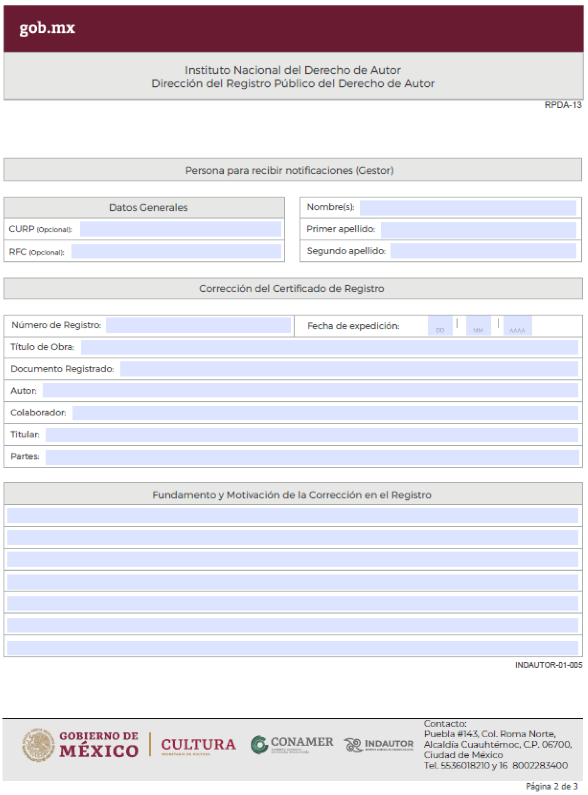 gob.mx
Instituto Nacional del Derecho de Autor
Dirección del Registro Público del Derecho de Autor
RPDA-13
Persona para recibir notificaciones (Gestor)
Datos Generales
CURP (Opcional):
RFC (Opcional):
Nombre(s):
Primer apellido:
Segundo apellido:
Corrección del Certificado de Registro
Número de Registro:
Fecha de expedición:
DD | MM | AAAA
Título de Obra:
Documento Registrado:
Autor:
Colaborador:
Titular:
Partes:
Fundamento y Motivación de la Corrección en el Registro
INDAUTOR-01-005
GOBIERNO DE
MÉXICO
CULTURA
SECRETARÍA DE CULTURA
CONAMER
INDAUTOR
Contacto:
Puebla #143, Col. Roma Norte,
Alcaldía Cuauhtémoc, C.P. 06700,
Ciudad de México
Tel. 5536018210 y 16 8002283400
Página 2 de 3